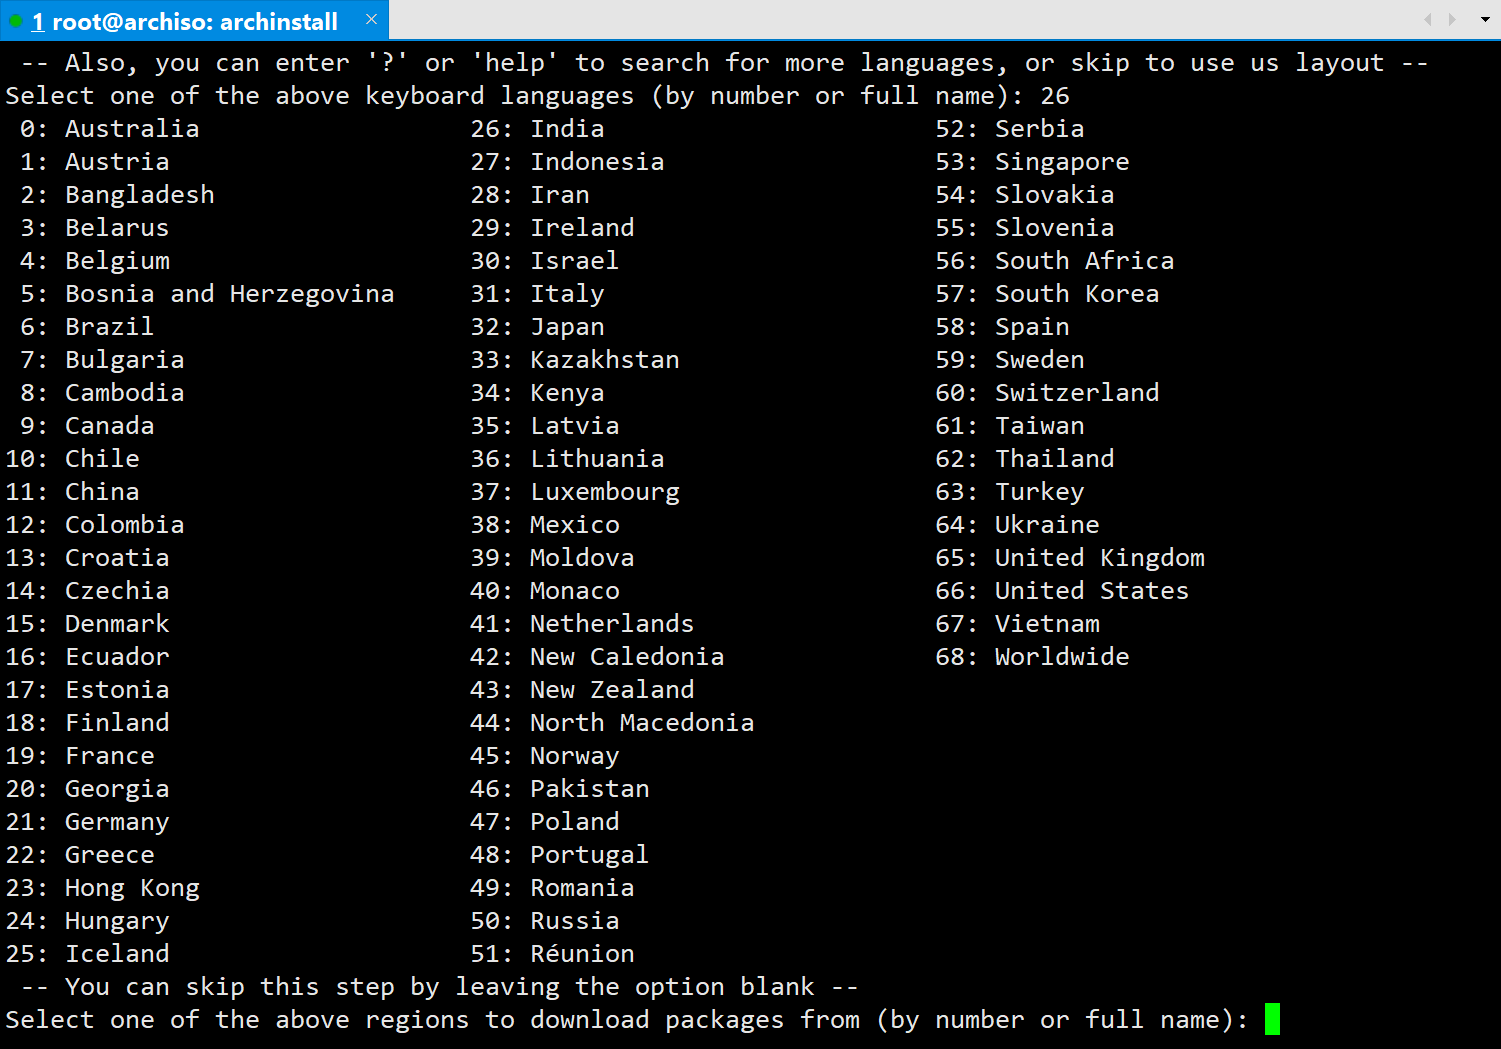 1 root@archiso: archinstall ×
-- Also, you can enter '?' or 'help' to search for more languages, or skip to use us layout --
Select one of the above keyboard languages (by number or full name): 26
0: Australia 26: India 52: Serbia
1: Austria 27: Indonesia 53: Singapore
2: Bangladesh 28: Iran 54: Slovakia
3: Belarus 29: Ireland 55: Slovenia
4: Belgium 30: Israel 56: South Africa
5: Bosnia and Herzegovina 31: Italy 57: South Korea
6: Brazil 32: Japan 58: Spain
7: Bulgaria 33: Kazakhstan 59: Sweden
8: Cambodia 34: Kenya 60: Switzerland
9: Canada 35: Latvia 61: Taiwan
10: Chile 36: Lithuania 62: Thailand
11: China 37: Luxembourg 63: Turkey
12: Colombia 38: Mexico 64: Ukraine
13: Croatia 39: Moldova 65: United Kingdom
14: Czechia 40: Monaco 66: United States
15: Denmark 41: Netherlands 67: Vietnam
16: Ecuador 42: New Caledonia 68: Worldwide
17: Estonia 43: New Zealand
18: Finland 44: North Macedonia
19: France 45: Norway
20: Georgia 46: Pakistan
21: Germany 47: Poland
22: Greece 48: Portugal
23: Hong Kong 49: Romania
24: Hungary 50: Russia
25: Iceland 51: Réunion
-- You can skip this step by leaving the option blank --
Select one of the above regions to download packages from (by number or full name):